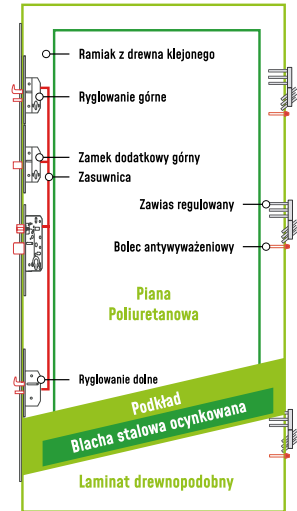 Ramiak z drewna klejonego
Ryglowanie górne
Zamek dodatkowy górny
Zasuwnica
Zawias regulowany
Bolec antywyważeniowy
Piana
Poliuretanowa
Ryglowanie dolne
Podkład
Blacha stalowa ocynkowana
Laminat drewnopodobny